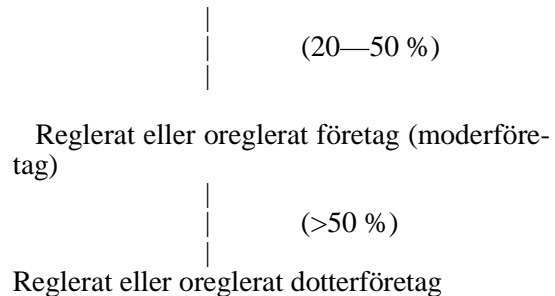 (20—50 %)
Reglerat eller oreglerat företag (moderföre-
tag)
(>50 %)
Reglerat eller oreglerat dotterföretag